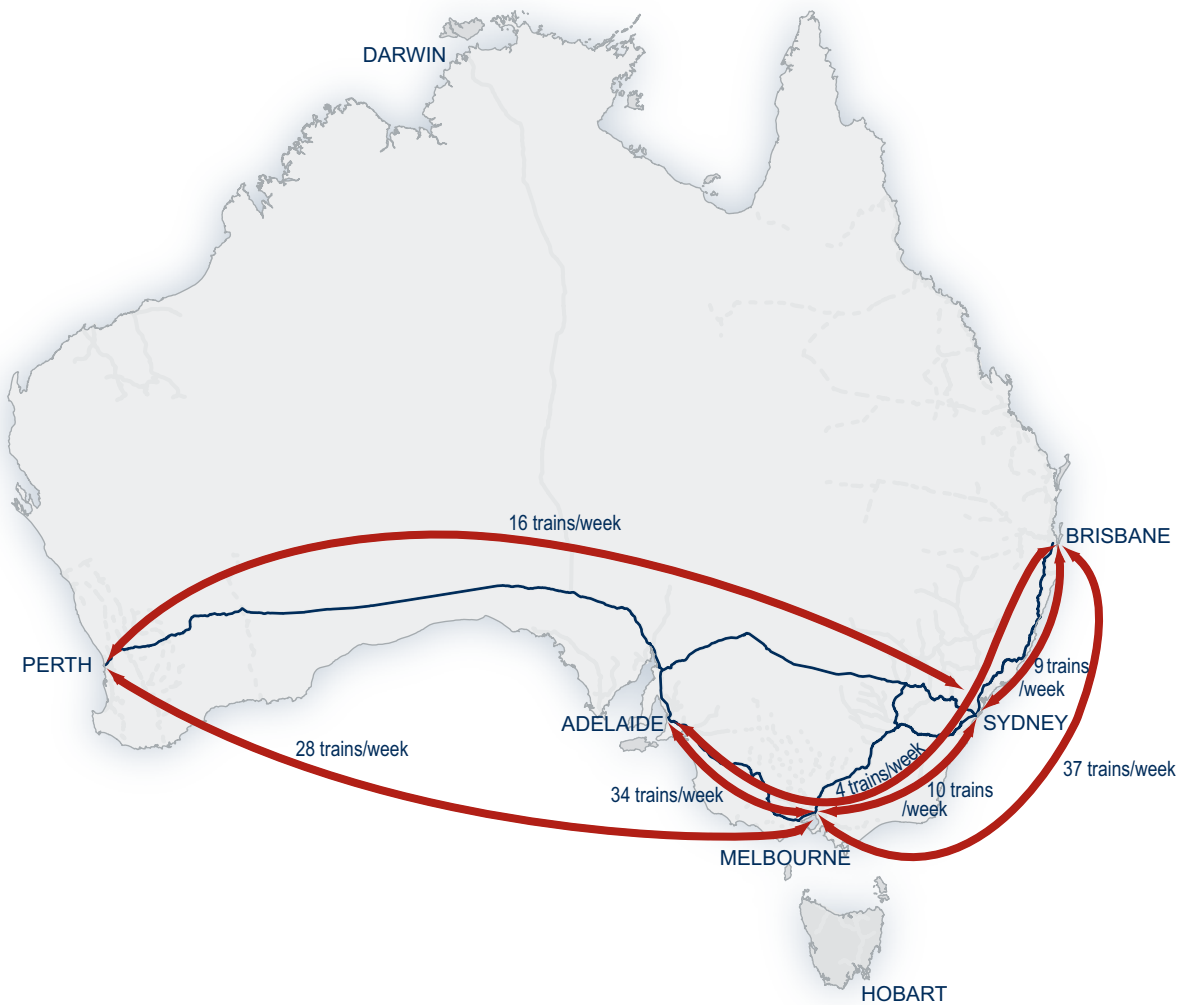 DARWIN
16 trains/week
BRISBANE
PERTH
9 trains
/week
ADELAIDE
SYDNEY
28 trains/week
37 trains/week
4 trains/week
34 trains/week
10 trains
/week
MELBOURNE
HOBART